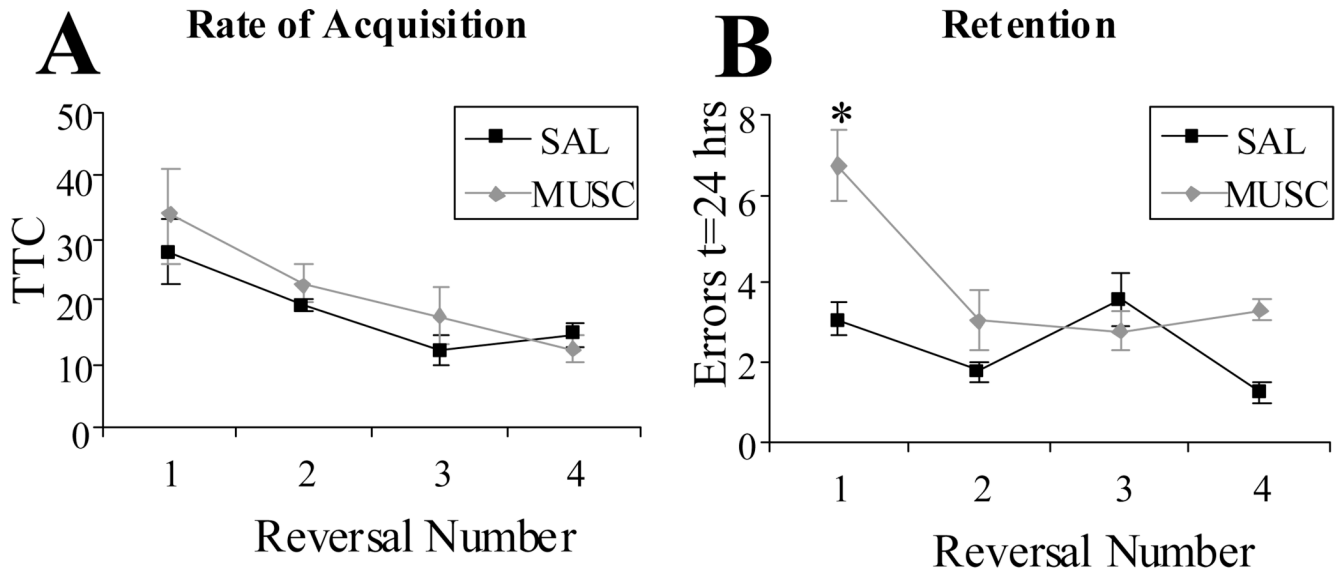 A
Rate of Acquisition
50
40
30
20
10
0
TTC
SAL
MUSC
1 2 3 4
Reversal Number
B
Retention
8
6
4
2
0
Errors t=24 hrs
*
SAL
MUSC
1 2 3 4
Reversal Number